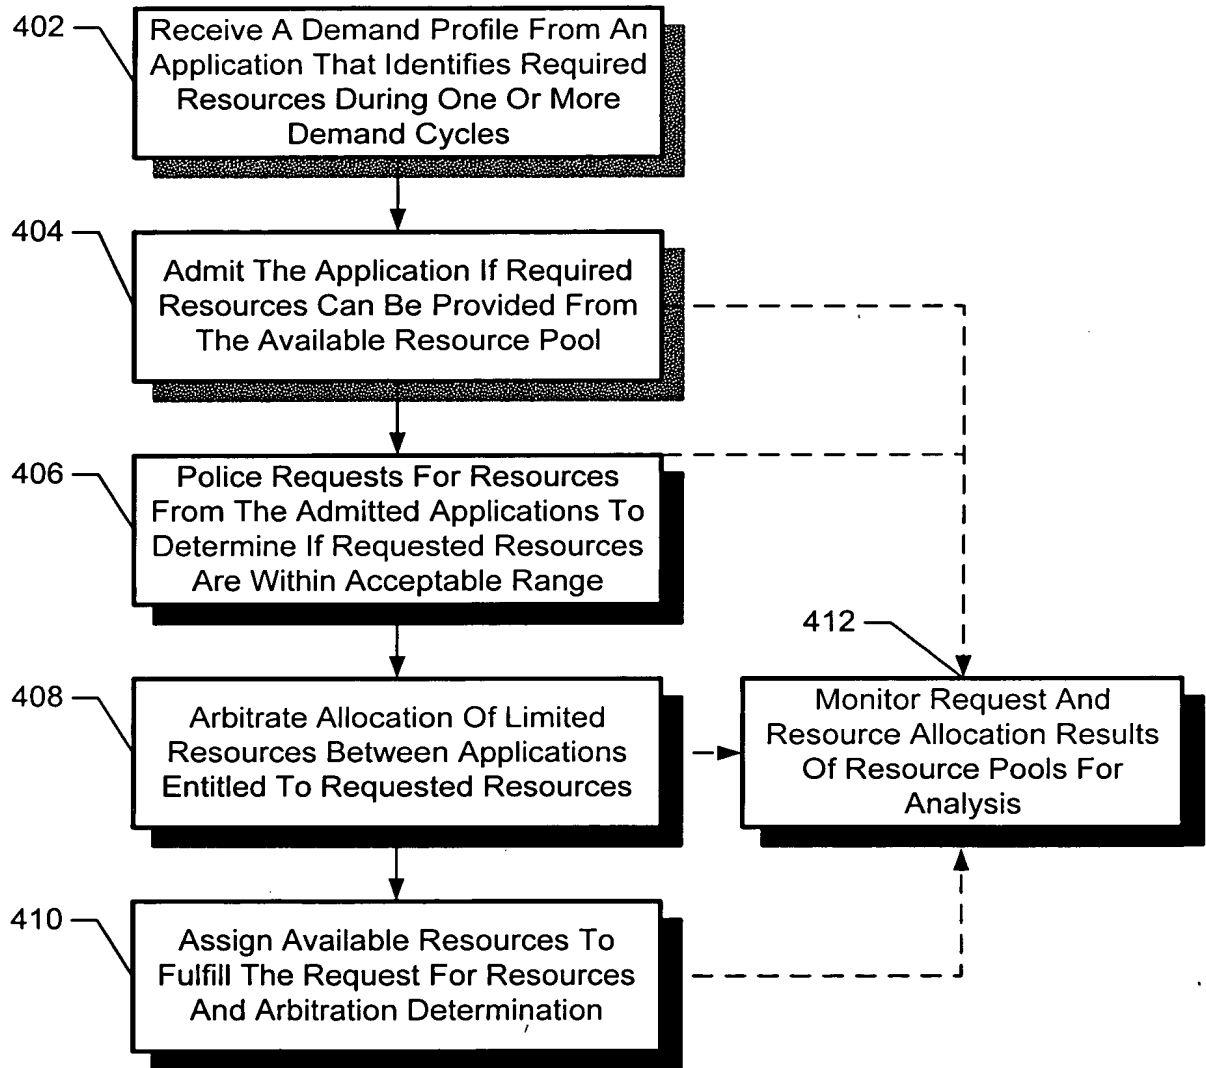 402
Receive A Demand Profile From An
Application That Identifies Required
Resources During One Or More
Demand Cycles
404
Admit The Application If Required
Resources Can Be Provided From
The Available Resource Pool
406
Police Requests For Resources
From The Admitted Applications To
Determine If Requested Resources
Are Within Acceptable Range
408
Arbitrate Allocation Of Limited
Resources Between Applications
Entitled To Requested Resources
412
Monitor Request And
Resource Allocation Results
Of Resource Pools For
Analysis
410
Assign Available Resources To
Fulfill The Request For Resources
And Arbitration Determination